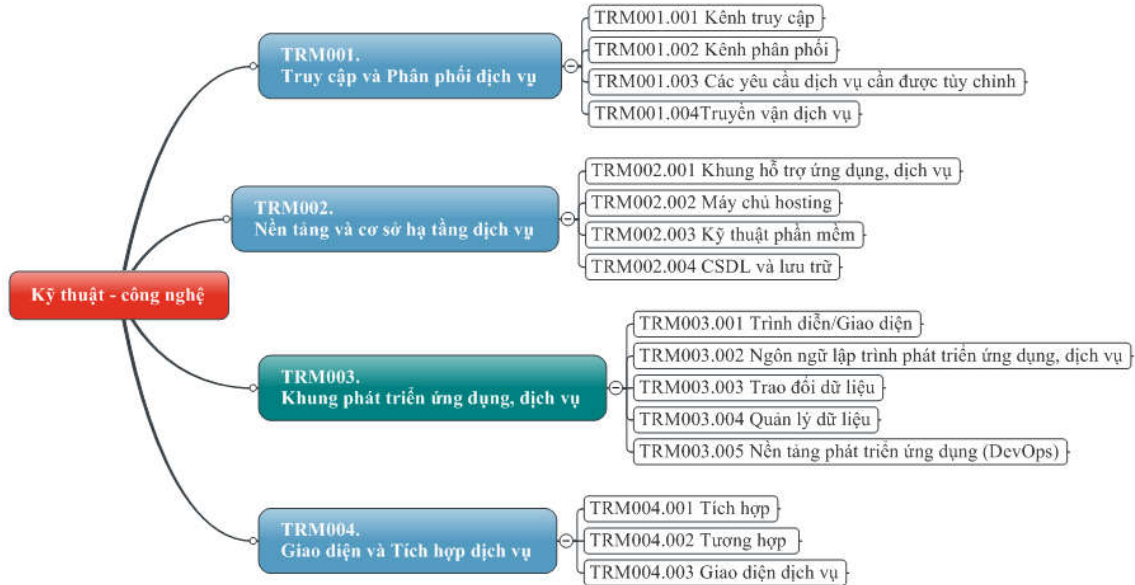 Kỹ thuật - công nghệ
TRM001.
Truy cập và Phân phối dịch vụ
TRM001.001 Kênh truy cập
TRM001.002 Kênh phân phối
TRM001.003 Các yêu cầu dịch vụ cần được tùy chỉnh
TRM001.004Truyền vận dịch vụ
TRM002.
Nền tảng và cơ sở hạ tầng dịch vụ
TRM002.001 Khung hỗ trợ ứng dụng, dịch vụ
TRM002.002 Máy chủ hosting
TRM002.003 Kỹ thuật phần mềm
TRM002.004 CSDL và lưu trữ
TRM003.
Khung phát triển ứng dụng, dịch vụ
TRM003.001 Trình diễn/Giao diện
TRM003.002 Ngôn ngữ lập trình phát triển ứng dụng, dịch vụ
TRM003.003 Trao đổi dữ liệu
TRM003.004 Quản lý dữ liệu
TRM003.005 Nền tảng phát triển ứng dụng (DevOps)
TRM004.
Giao diện và Tích hợp dịch vụ
TRM004.001 Tích hợp
TRM004.002 Tương hợp
TRM004.003 Giao diện dịch vụ